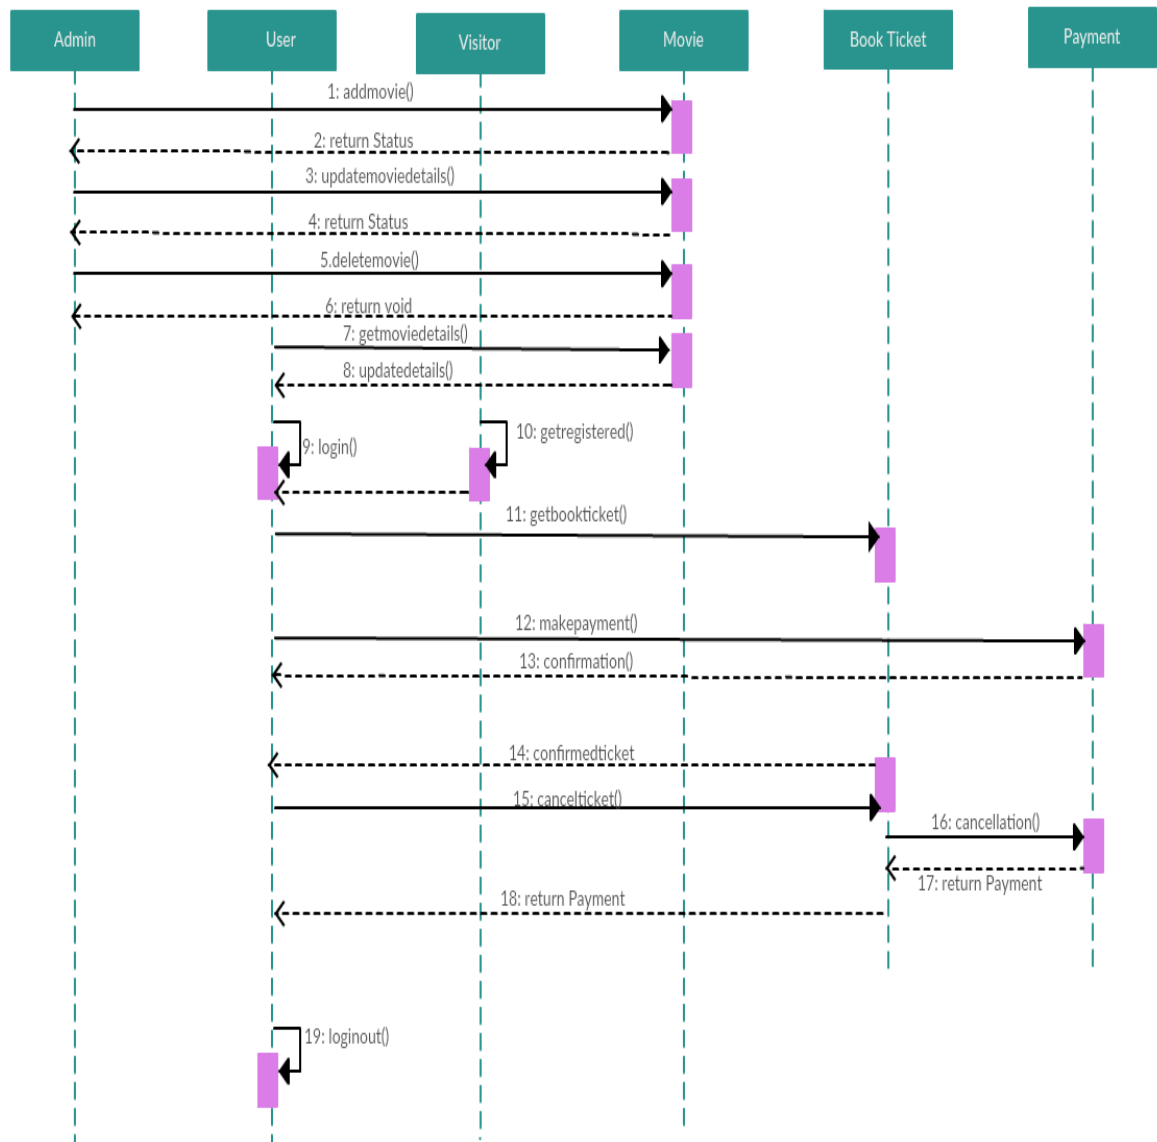 Admin
User
Visitor
Movie
Book Ticket
Payment
1: addmovie()
2: return Status
3: updatemoviedetails()
4: return Status
5.deletemovie()
6: return void
7: getmoviedetails()
8: updatedetails()
9: login()
10: getregistered()
11: getbookticket()
12: makepayment()
13: confirmation()
14: confirmedticket
15: cancelticket()
16: cancellation()
17: return Payment
18: return Payment
19: loginout()